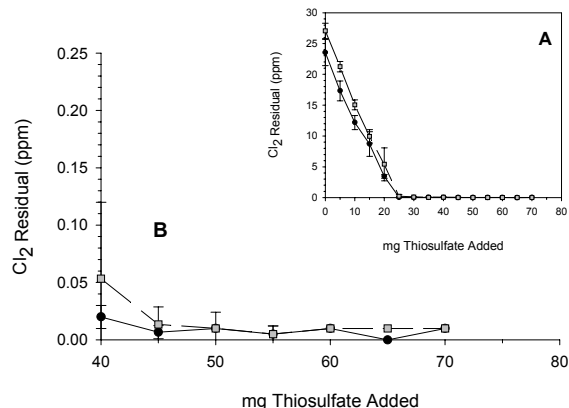 30
25
20
15
10
5
0
0 10 20 30 40 50 60 70 80
mg Thiosulfate Added
Cl2 Residual (ppm)
A
0.25
0.20
0.15
0.10
0.05
0.00
40 50 60 70 80
mg Thiosulfate Added
Cl2 Residual (ppm)
B